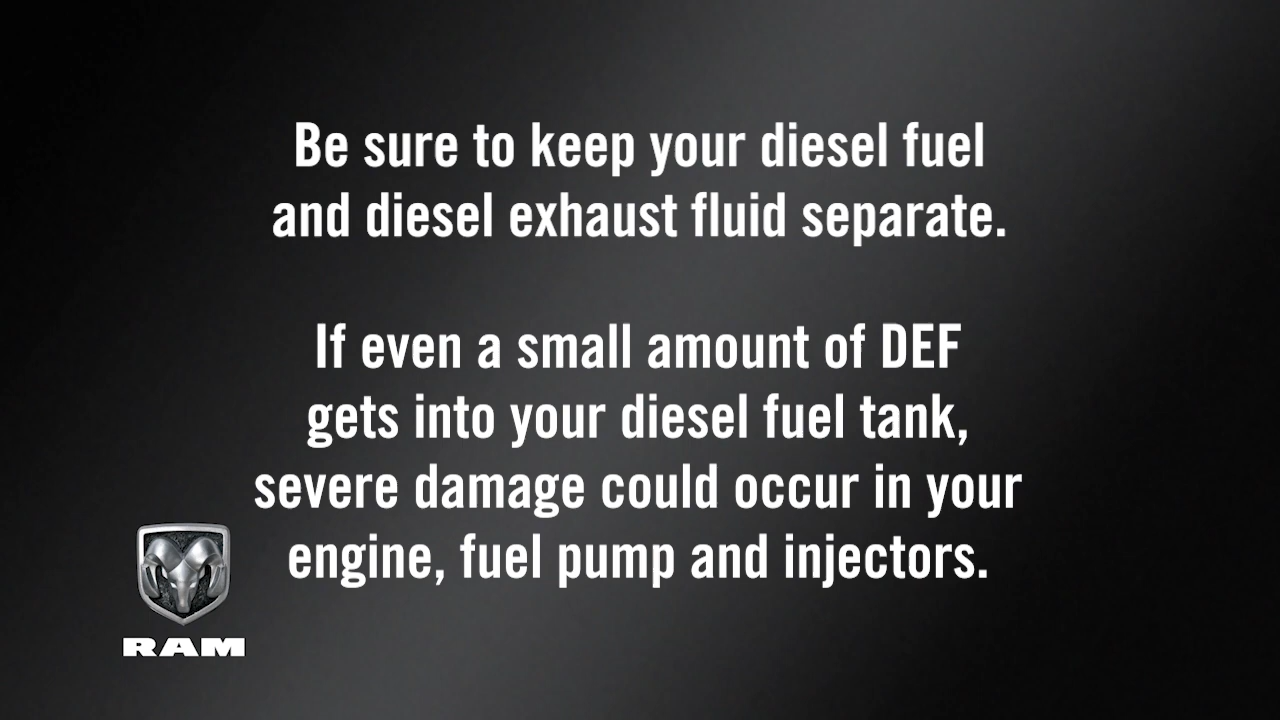 Be sure to keep your diesel fuel
and diesel exhaust fluid separate.
If even a small amount of DEF
gets into your diesel fuel tank,
severe damage could occur in your
engine, fuel pump and injectors.
RAM